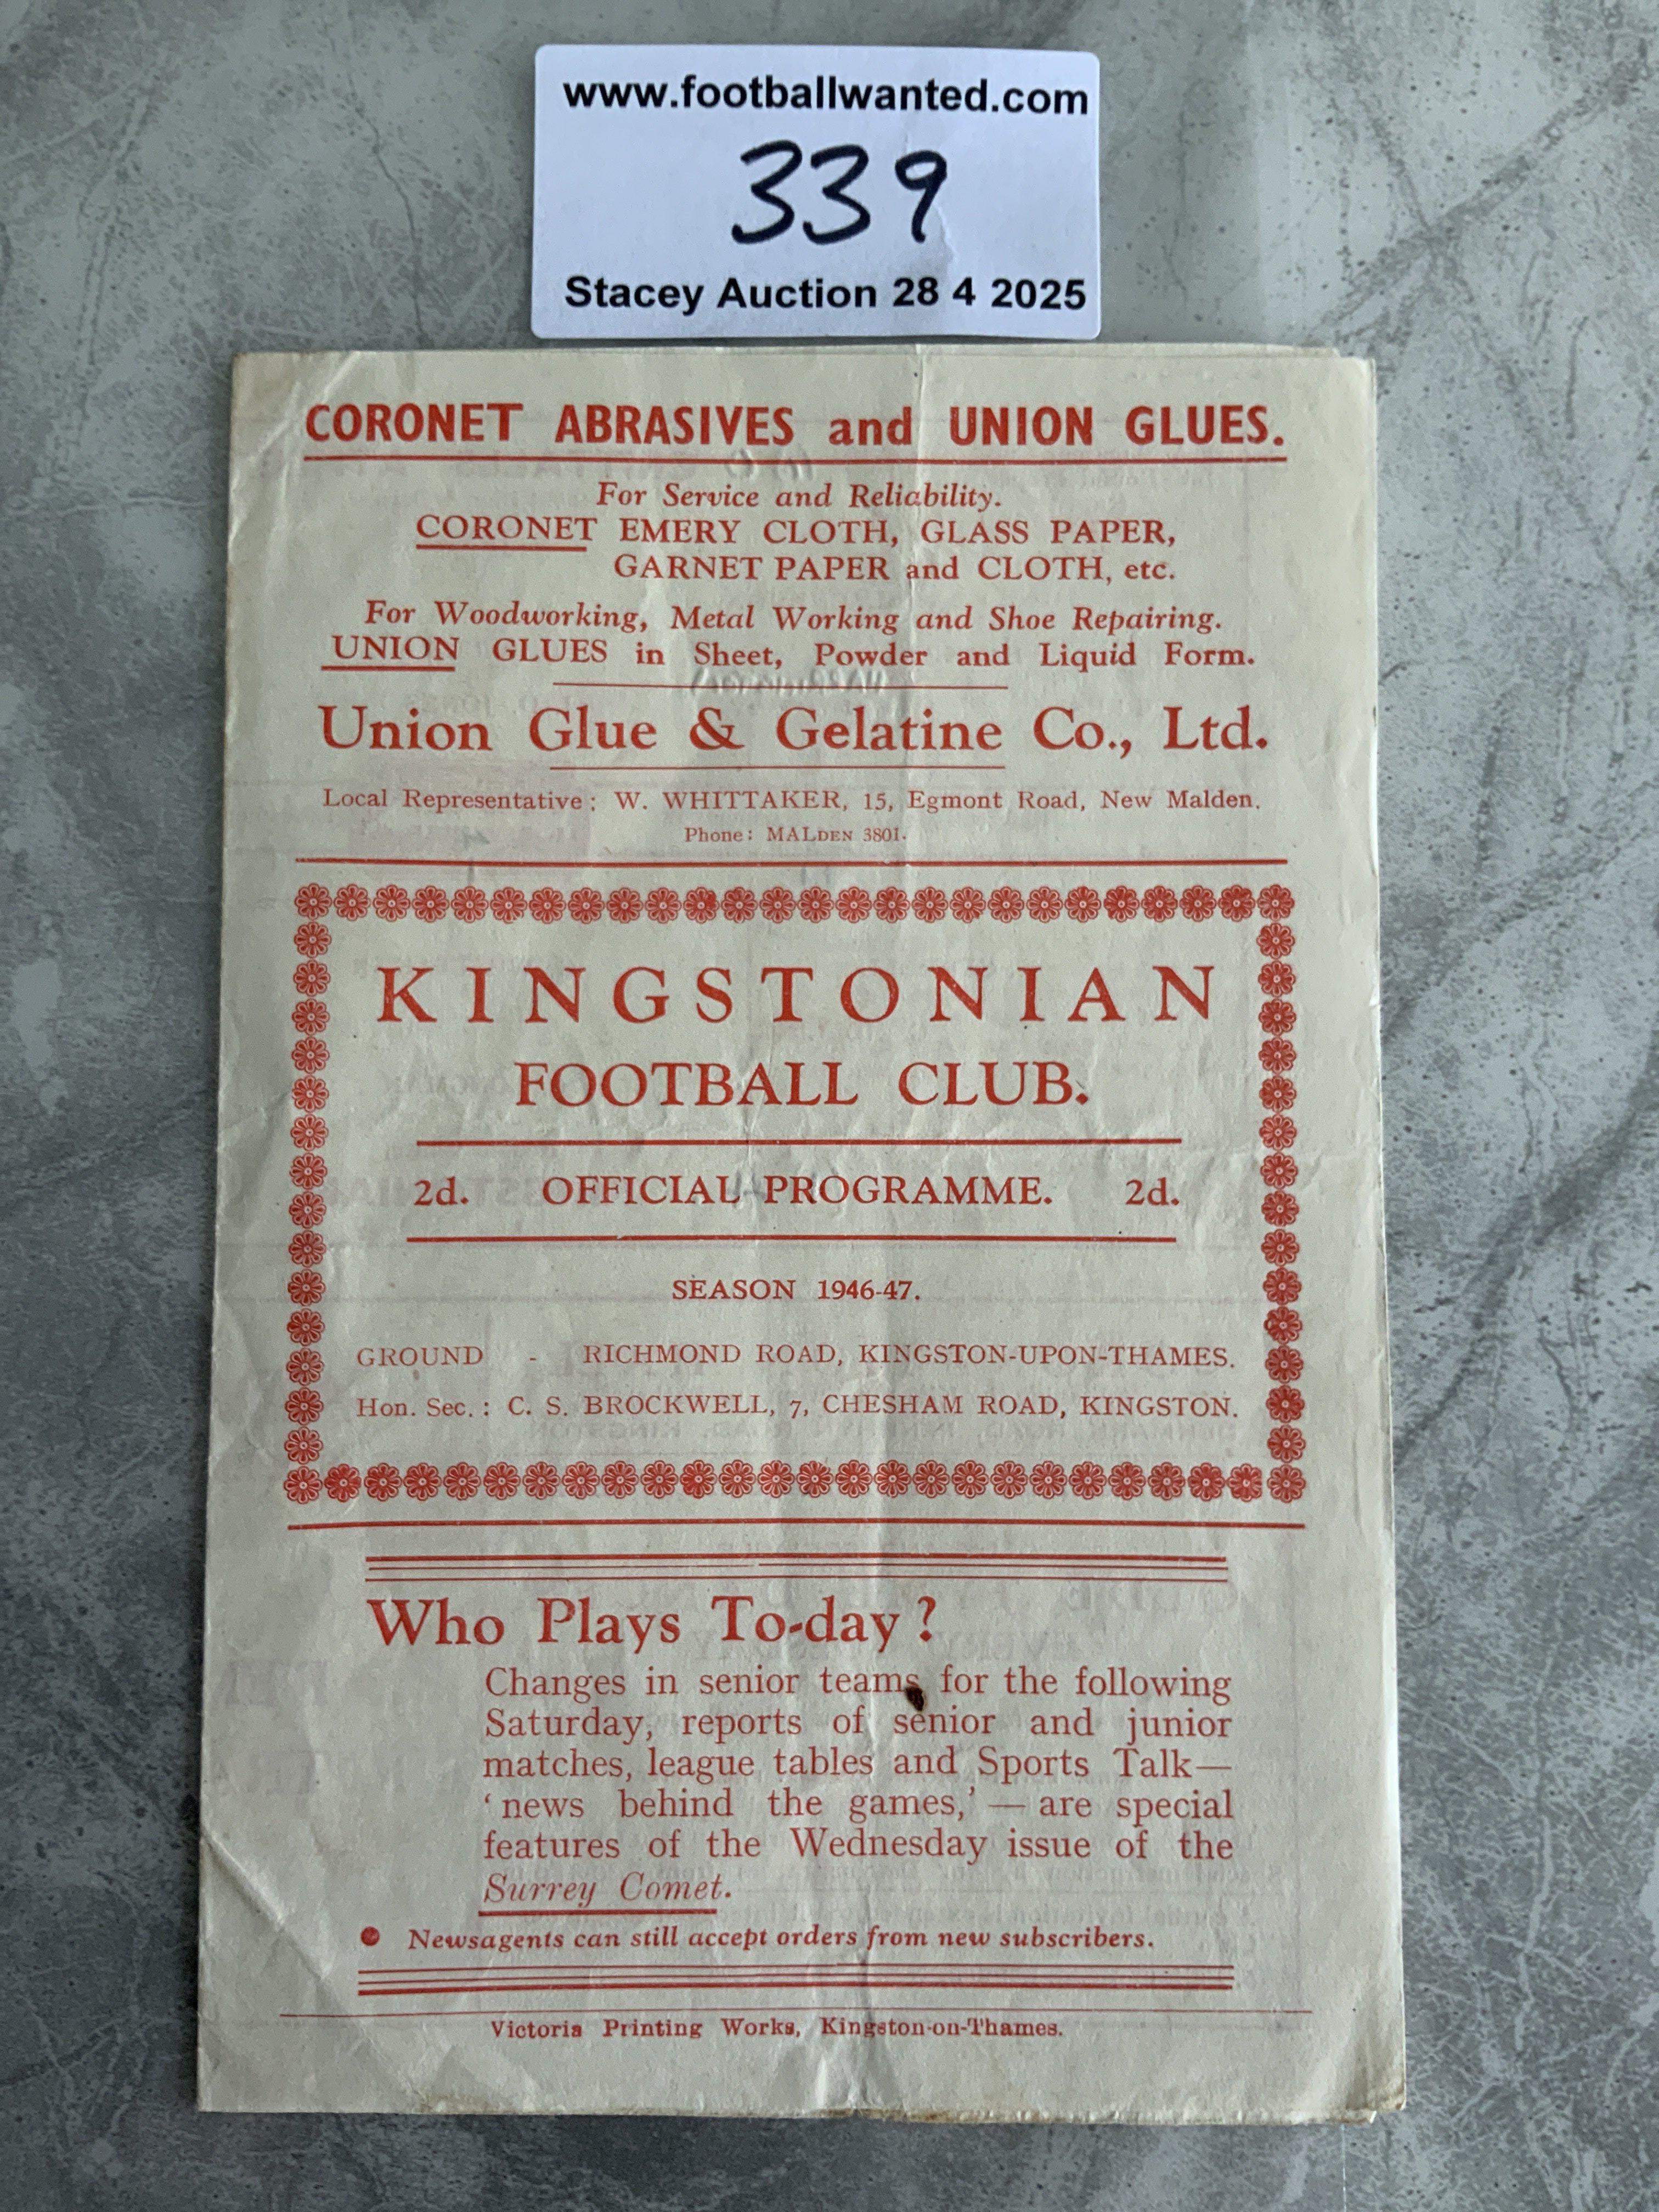 www.footballwanted.com
339
Stacey Auction 28 4 2025
CORONET ABRASIVES and UNION GLUES.
For Service and Reliability.
CORONET EMERY CLOTH, GLASS PAPER,
GARNET PAPER and CLOTH, etc.
For Woodworking, Metal Working and Shoe Repairing.
UNION GLUES in Sheet, Powder and Liquid Form.
Union Glue & Gelatine Co., Ltd.
Local Representative: W. WHITTAKER, 15, Egmont Road, New Malden.
Phone: MALDEN 3801.
KINGSTONIAN
FOOTBALL CLUB.
2d. OFFICIAL PROGRAMME. 2d.
SEASON 1946-47.
GROUND - RICHMOND ROAD, KINGSTON-UPON-THAMES.
Hon. Sec.: C. S. BROCKWELL, 7, CHESHAM ROAD, KINGSTON.
Who Plays To-day?
Changes in senior teams for the following
Saturday, reports of senior and junior
matches, league tables and Sports Talk—
‘news behind the games,’ — are special
features of the Wednesday issue of the
Surrey Comet.
● Newsagents can still accept orders from new subscribers.
Victoria Printing Works, Kingston-on-Thames.